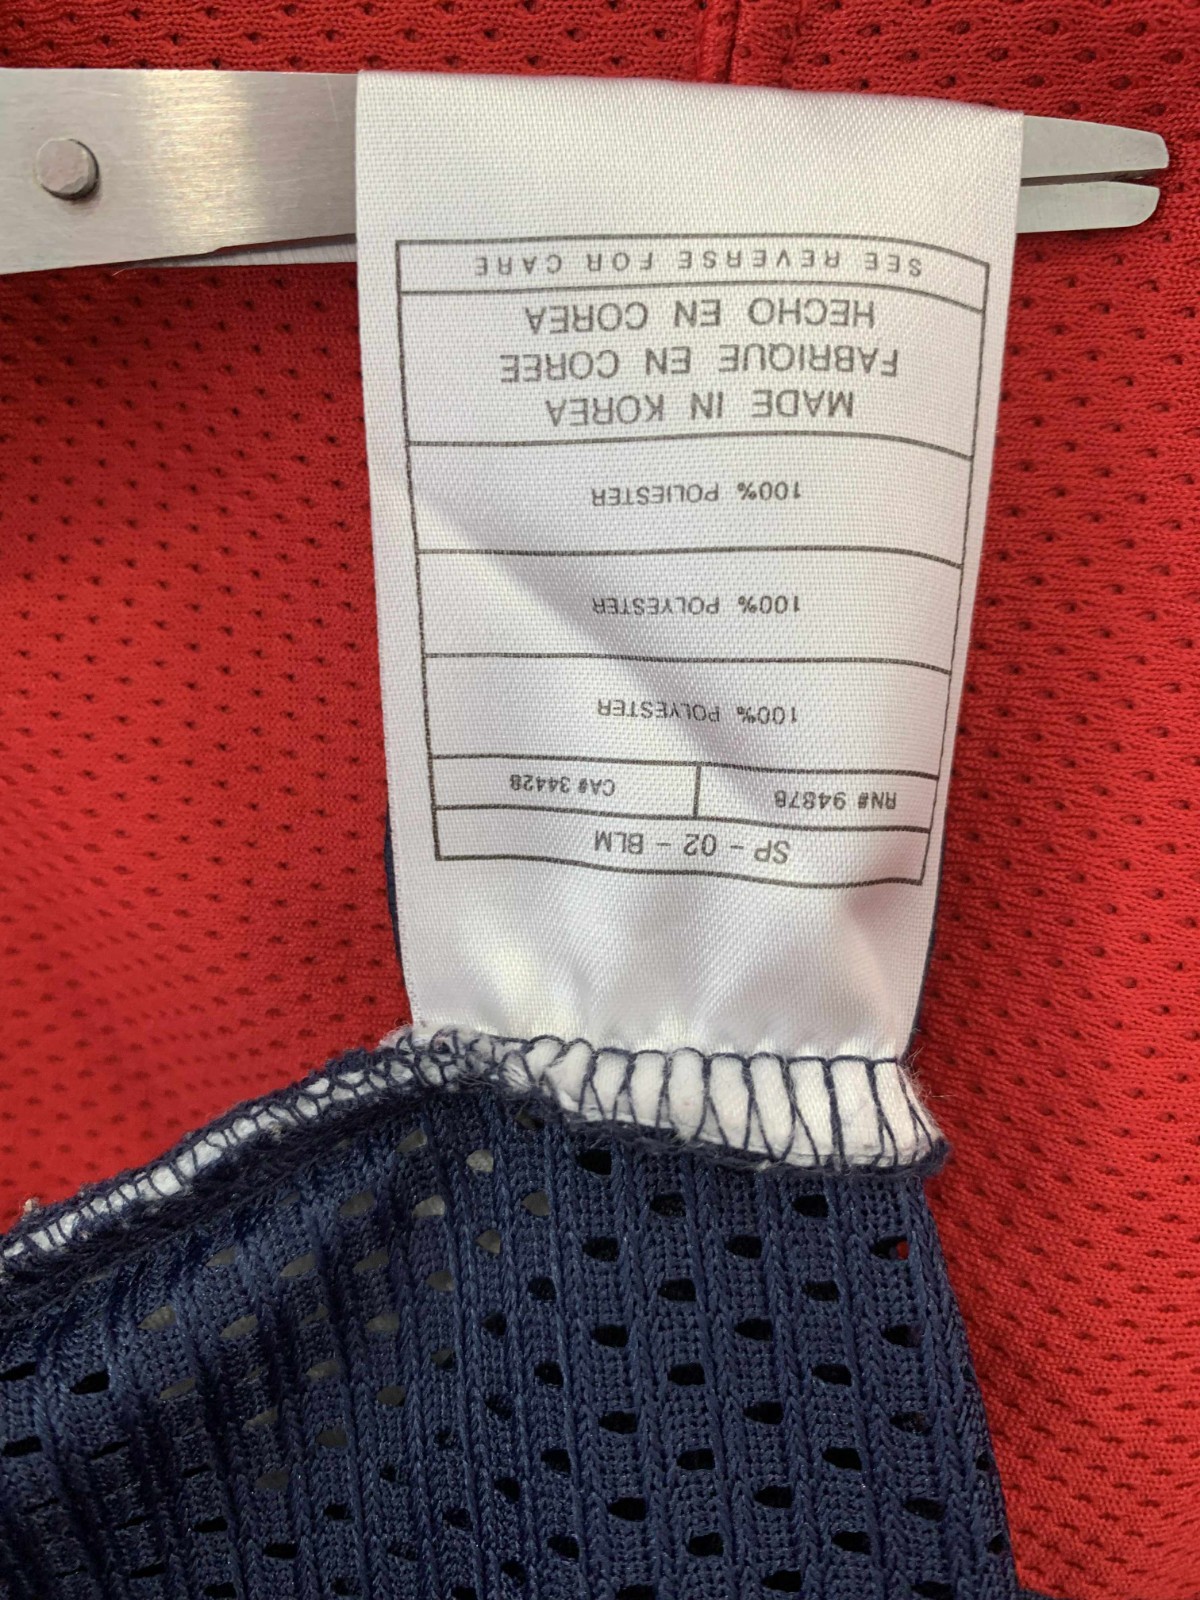 SP - 02 - BLM
RN# 94878 CA# 34428
100% POLYESTER
100% POLYESTER
100% POLIESTER
MADE IN KOREA
FABRIQUE EN COREE
HECHO EN COREA
SEE REVERSE FOR CARE